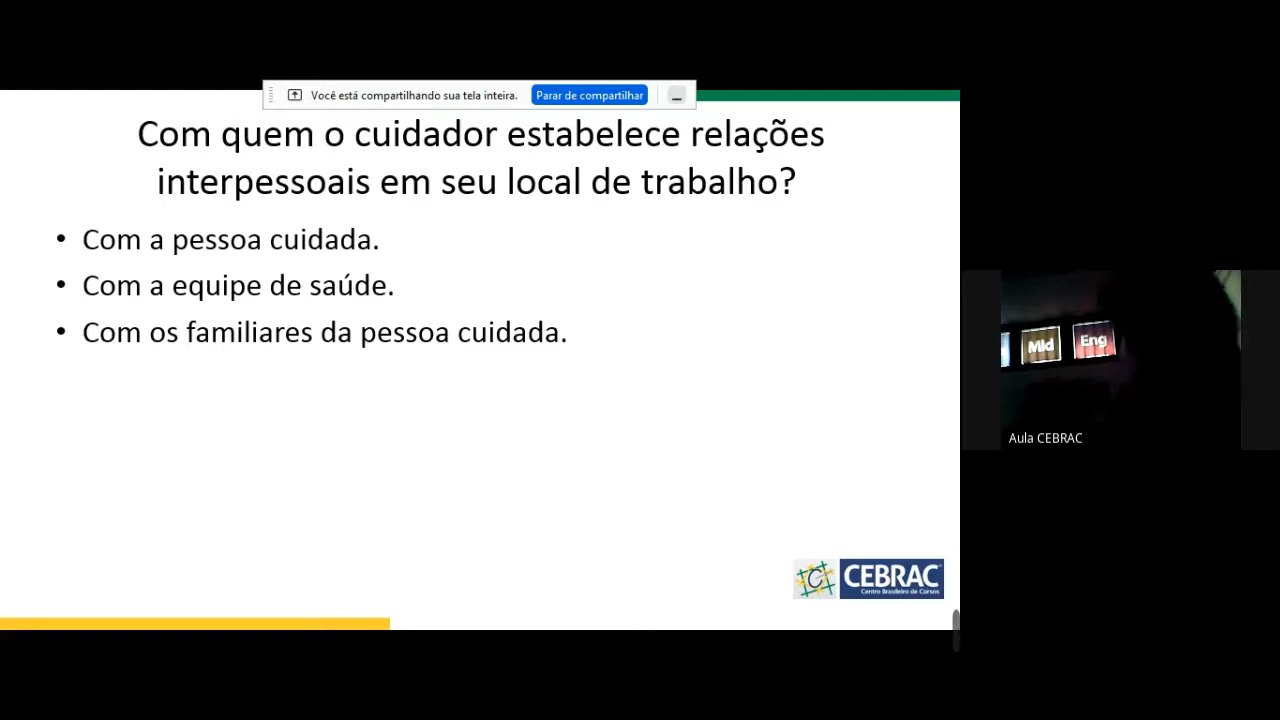 Você está compartilhando sua tela inteira. Parar de compartilhar
Com quem o cuidador estabelece relações
interpessoais em seu local de trabalho?
• Com a pessoa cuidada.
• Com a equipe de saúde.
• Com os familiares da pessoa cuidada.
Mld Eng
Aula CEBRAC
CEBRAC
Centro Brasileiro de Cursos